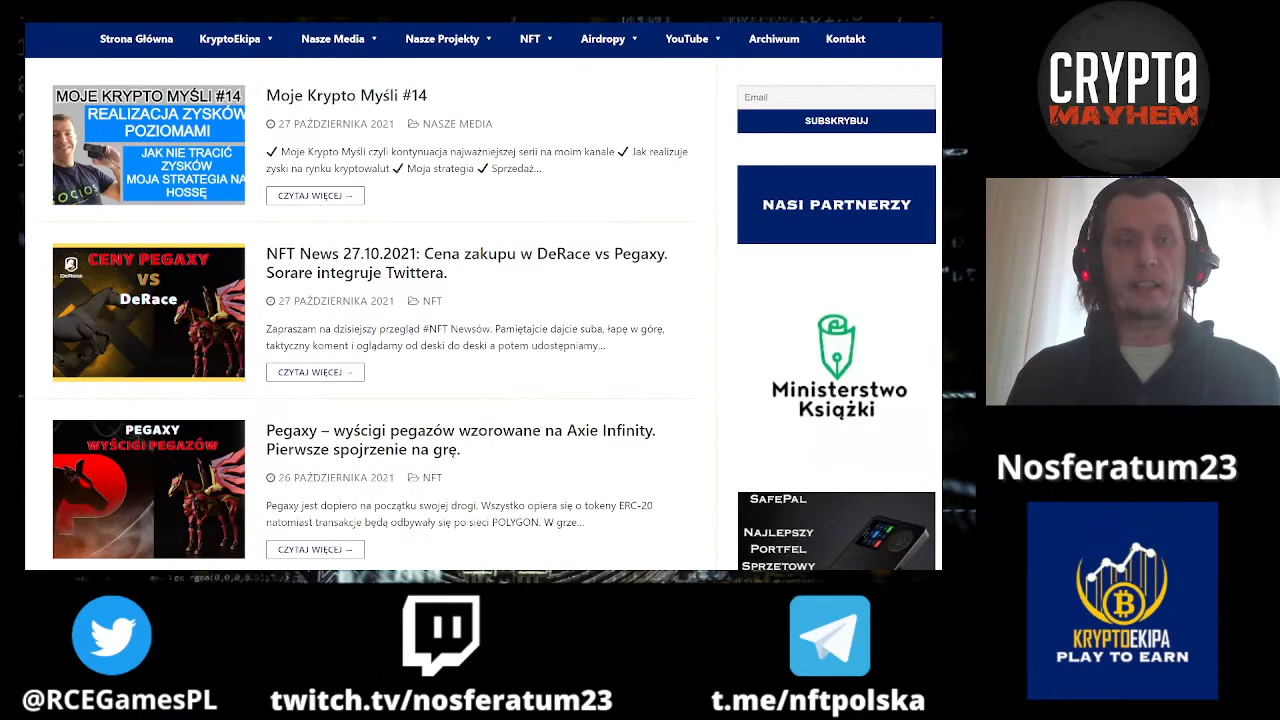 Strona Główna KryptoEkipa Nasze Media Nasze Projekty NFT Airdropy YouTube Archiwum Kontakt
MOJE KRYPTO MYŚLI #14
REALIZACJA ZYSKÓW
POZIOMAMI
JAK NIE TRACIĆ
ZYSKÓW
MOJA STRATEGIA NA
HOSSĘ
Moje Krypto Myśli #14
27 PAŹDZIERNIKA 2021 NASZE MEDIA
✓ Moje Krypto Myśli czyli kontynuacja najważniejszej serii na moim kanale ✓ Jak realizuje
zyski na rynku kryptowalut ✓ Moja strategia ✓ Sprzedaż...
CZYTAJ WIĘCEJ →
CENY PEGAXY
VS
DeRace
DeRace
NFT News 27.10.2021: Cena zakupu w DeRace vs Pegaxy.
Sorare integruje Twittera.
27 PAŹDZIERNIKA 2021 NFT
Zapraszam na dzisiejszy przegląd #NFT Newsów. Pamiętajcie dajcie suba, łapę w górę,
taktyczny koment i oglądamy od deski do deski a potem udostępniamy...
CZYTAJ WIĘCEJ →
PEGAXY
WYŚCIGI PEGAZÓW
Pegaxy – wyścigi pegazów wzorowane na Axie Infinity.
Pierwsze spojrzenie na grę.
26 PAŹDZIERNIKA 2021 NFT
Pegaxy jest dopiero na początku swojej drogi. Wszystko opiera się o tokeny ERC-20
natomiast transakcje będą odbywały się po sieci POLYGON. W grze...
CZYTAJ WIĘCEJ →
Email
SUBSKRYBUJ
NASI PARTNERZY
Ministerstwo
Książki
SAFEPAL
NAJLEPSZY
PORTFEL
SPRZĘTOWY
CRYPTO
MAYHEM
Nosferatum23
KRYPTOEKIPA
PLAY TO EARN
@RCEGamesPL
twitch.tv/nosferatum23
t.me/nftpolska